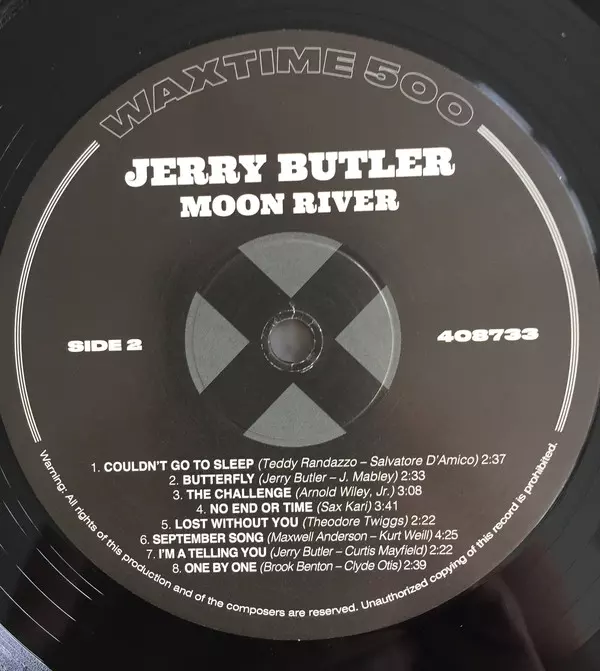 WAXTIME 500
JERRY BUTLER
MOON RIVER
SIDE 2
408733
1. COULDN'T GO TO SLEEP (Teddy Randazzo – Salvatore D'Amico) 2:37
2. BUTTERFLY (Jerry Butler – J. Mabley) 2:33
3. THE CHALLENGE (Arnold Wiley, Jr.) 3:08
4. NO END OR TIME (Sax Kari) 3:41
5. LOST WITHOUT YOU (Theodore Twiggs) 2:22
6. SEPTEMBER SONG (Maxwell Anderson – Kurt Weill) 4:25
7. I'M A TELLING YOU (Jerry Butler – Curtis Mayfield) 2:22
8. ONE BY ONE (Brook Benton – Clyde Otis) 2:39
Warning: All rights of this production and of the composers are reserved. Unauthorized copying of this record is prohibited.